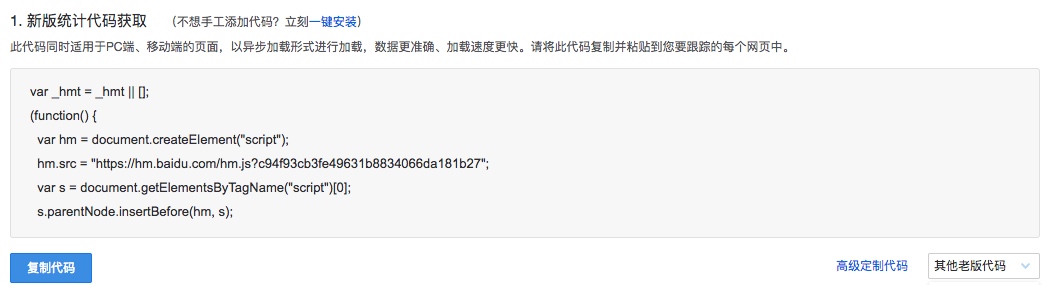 1. 新版统计代码获取 （不想手工添加代码？立刻一键安装）
此代码同时适用于PC端、移动端的页面，以异步加载形式进行加载，数据更准确、加载速度更快。请将此代码复制并粘贴到您要跟踪的每个网页中。
var _hmt = _hmt || [];
(function() {
var hm = document.createElement("script");
hm.src = "https://hm.baidu.com/hm.js?c94f93cb3fe49631b8834066da181b27";
var s = document.getElementsByTagName("script")[0];
s.parentNode.insertBefore(hm, s);
复制代码 高级定制代码 其他老版代码